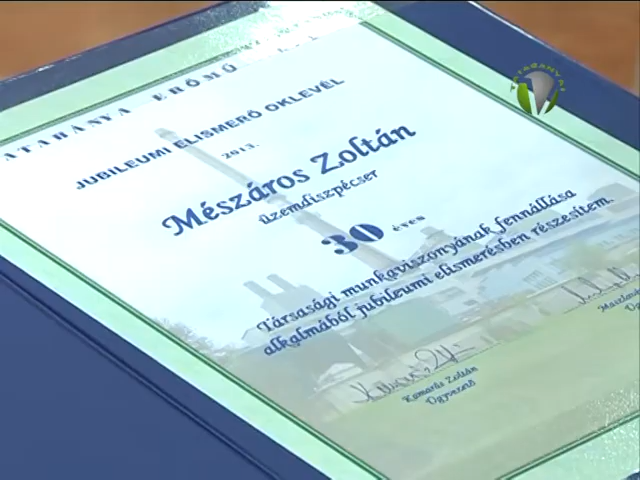 TATABÁNYA ERŐMŰ
JUBILEUMI ELISMERŐ OKLEVÉL
2013.
Mészáros Zoltán
üzemdiszpécser
30 éves
Társasági munkaviszonyának fennállása
alkalmából jubileumi elismerésben részesítem.
Komorós Zoltán
Ügyvezető